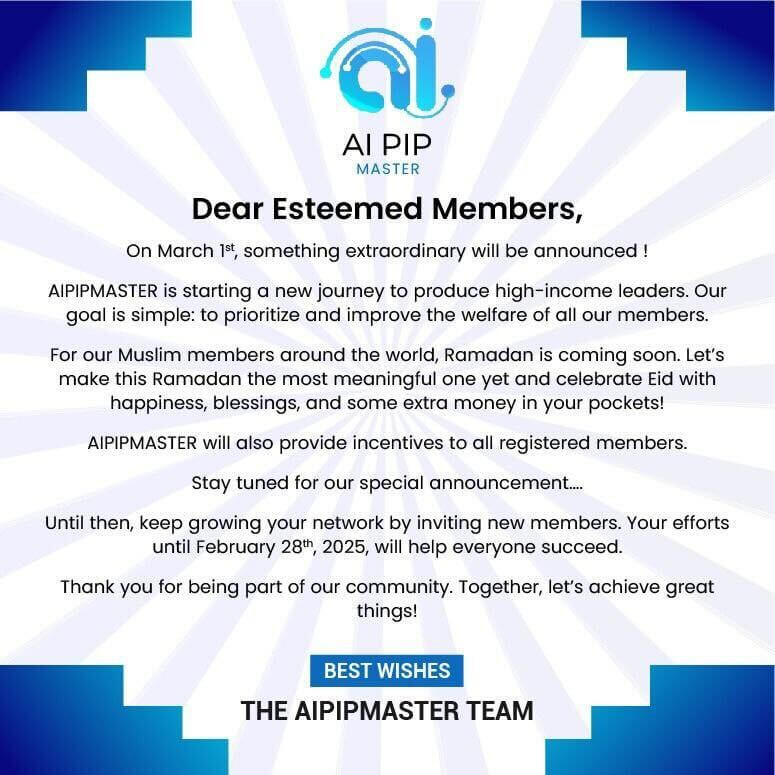 ai
AI PIP
MASTER
Dear Esteemed Members,
On March 1st, something extraordinary will be announced !
AIPIPMASTER is starting a new journey to produce high-income leaders. Our
goal is simple: to prioritize and improve the welfare of all our members.
For our Muslim members around the world, Ramadan is coming soon. Let's
make this Ramadan the most meaningful one yet and celebrate Eid with
happiness, blessings, and some extra money in your pockets!
AIPIPMASTER will also provide incentives to all registered members.
Stay tuned for our special announcement....
Until then, keep growing your network by inviting new members. Your efforts
until February 28th, 2025, will help everyone succeed.
Thank you for being part of our community. Together, let's achieve great
things!
BEST WISHES
THE AIPIPMASTER TEAM